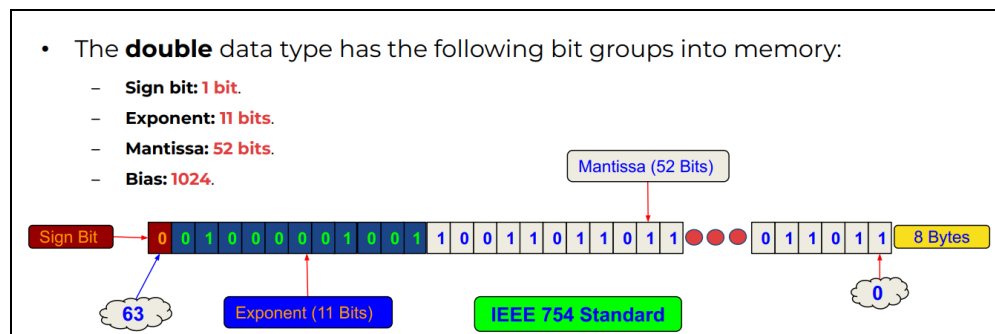 • The double data type has the following bit groups into memory:
– Sign bit: 1 bit.
– Exponent: 11 bits.
– Mantissa: 52 bits.
– Bias: 1024.
Mantissa (52 Bits)
Sign Bit 0 0 1 0 0 0 0 0 1 0 0 1 1 0 0 1 1 0 1 1 0 1 1 0 1 1 0 1 1 8 Bytes
63 Exponent (11 Bits) IEEE 754 Standard 0